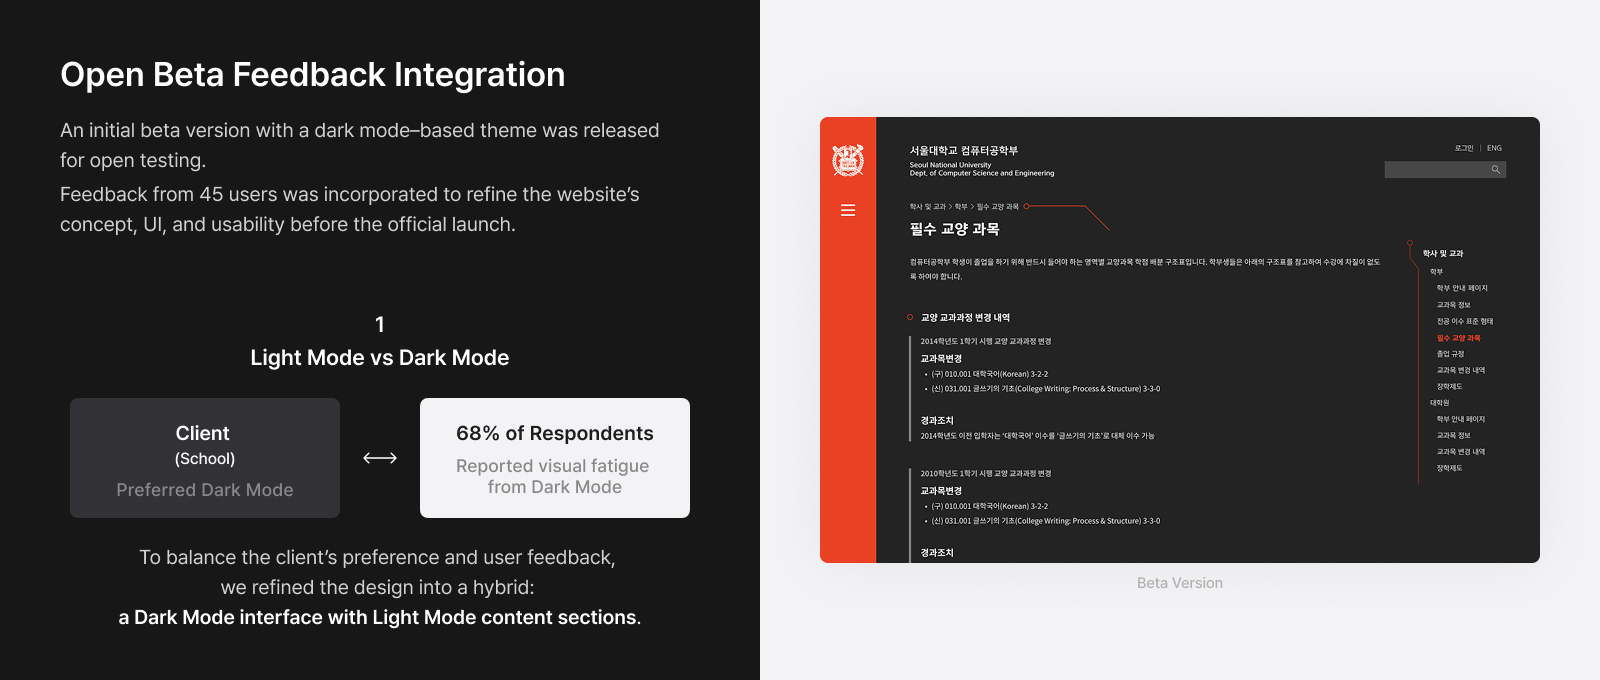 Open Beta Feedback Integration
An initial beta version with a dark mode–based theme was released
for open testing.
Feedback from 45 users was incorporated to refine the website's
concept, UI, and usability before the official launch.
1
Light Mode vs Dark Mode
Client
(School)
Preferred Dark Mode
68% of Respondents
Reported visual fatigue
from Dark Mode
To balance the client's preference and user feedback,
we refined the design into a hybrid:
a Dark Mode interface with Light Mode content sections.
서울대학교 컴퓨터공학부
Seoul National University
Dept. of Computer Science and Engineering
로그인 | ENG
학사 및 교과 > 학부 > 필수 교양 과목
필수 교양 과목
컴퓨터공학부 학생이 졸업을 하기 위해 반드시 들어야 하는 영역별 교양과목 학점 배분 구조표입니다. 학부생들은 아래의 구조표를 참고하여 수강에 차질이 없도
록 하여야 합니다.
교양 교과과정 변경 내역
2014학년도 1학기 시행 교양 교과과정 변경
교과목변경
• (구) 010.001 대학국어(Korean) 3-2-2
• (신) 031.001 글쓰기의 기초(College Writing: Process & Structure) 3-3-0
경과조치
2014학년도 이전 입학자는 '대학국어' 이수를 '글쓰기의 기초'로 대체 이수 가능
2010학년도 1학기 시행 교양 교과과정 변경
교과목변경
• (구) 010.001 대학국어(Korean) 3-2-2
• (신) 031.001 글쓰기의 기초(College Writing: Process & Structure) 3-3-0
경과조치
학사 및 교과
학부
학부 안내 페이지
교과목 정보
전공 이수 표준 형태
필수 교양 과목
졸업 규정
교과목 변경 내역
장학제도
대학원
학부 안내 페이지
교과목 정보
교과목 변경 내역
장학제도
Beta Version